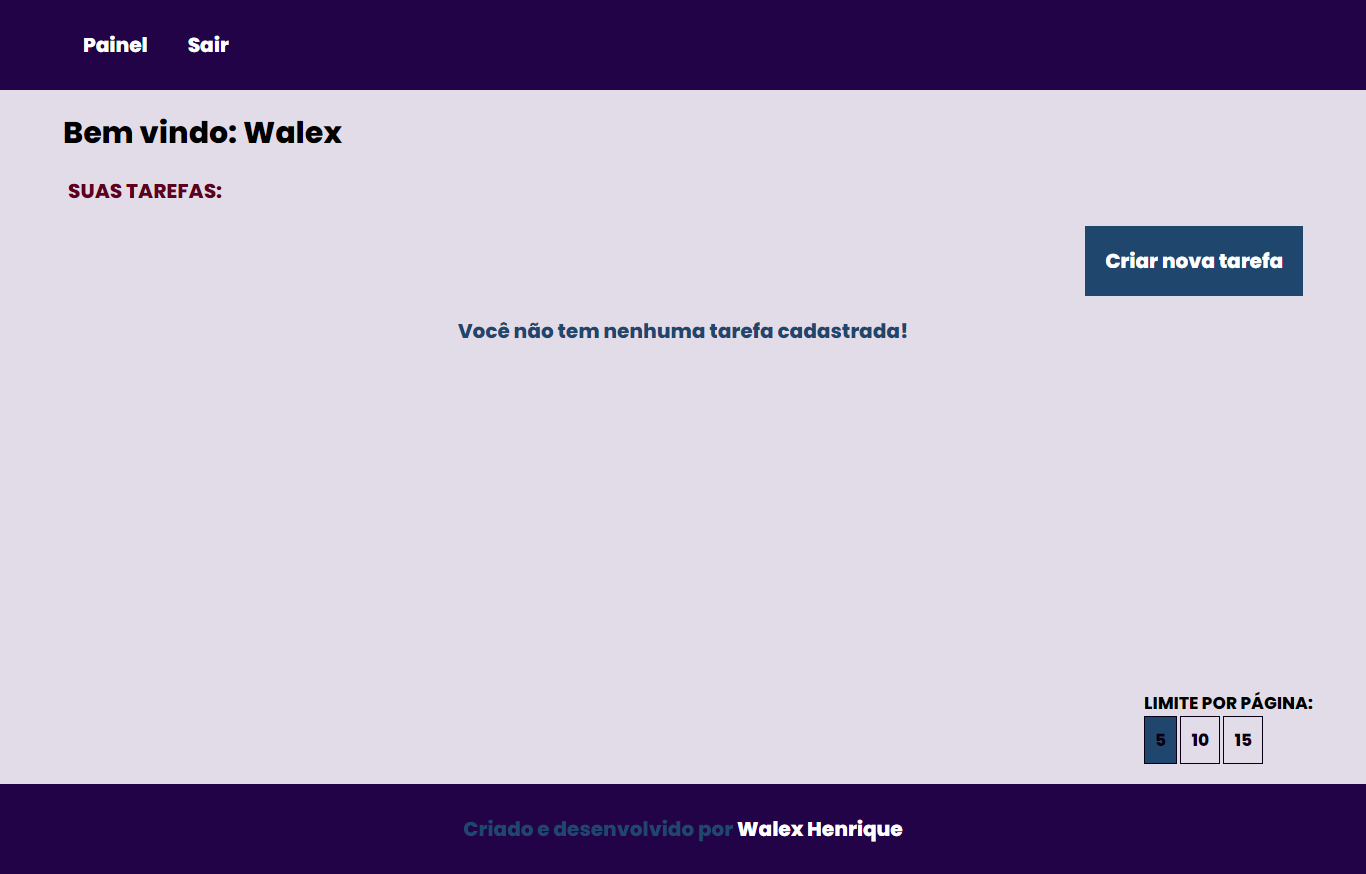 Painel Sair
Bem vindo: Walex
SUAS TAREFAS:
Criar nova tarefa
Você não tem nenhuma tarefa cadastrada!
LIMITE POR PÁGINA:
5 10 15
Criado e desenvolvido por Walex Henrique